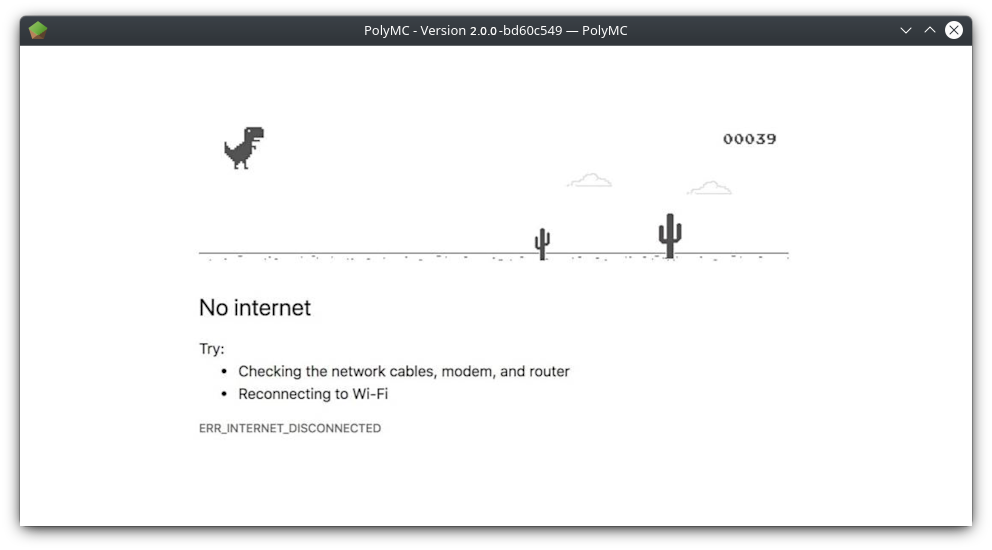 PolyMC - Version 2.0.0-bd60c549 — PolyMC
00039
No internet
Try:
• Checking the network cables, modem, and router
• Reconnecting to Wi-Fi
ERR_INTERNET_DISCONNECTED